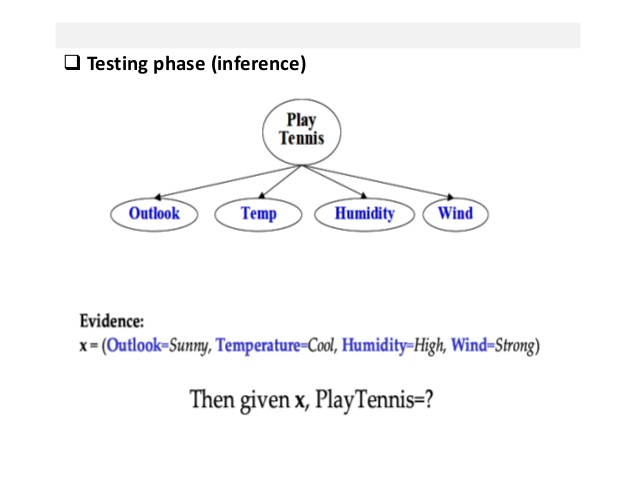 ❑ Testing phase (inference)
Play
Tennis
Outlook Temp Humidity Wind
Evidence:
x = (Outlook=Sunny, Temperature=Cool, Humidity=High, Wind=Strong)
Then given x, PlayTennis=?